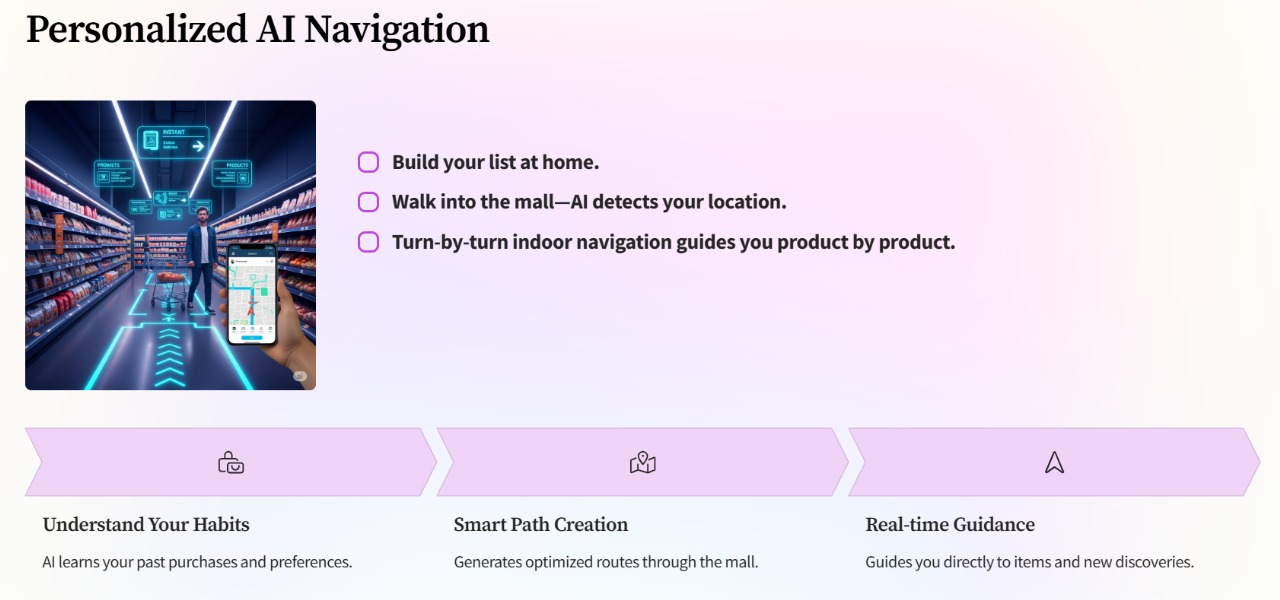 Personalized AI Navigation
INSTANT
PRODUCTS
Build your list at home.
Walk into the mall—AI detects your location.
Turn-by-turn indoor navigation guides you product by product.
Understand Your Habits
AI learns your past purchases and preferences.
Smart Path Creation
Generates optimized routes through the mall.
Real-time Guidance
Guides you directly to items and new discoveries.